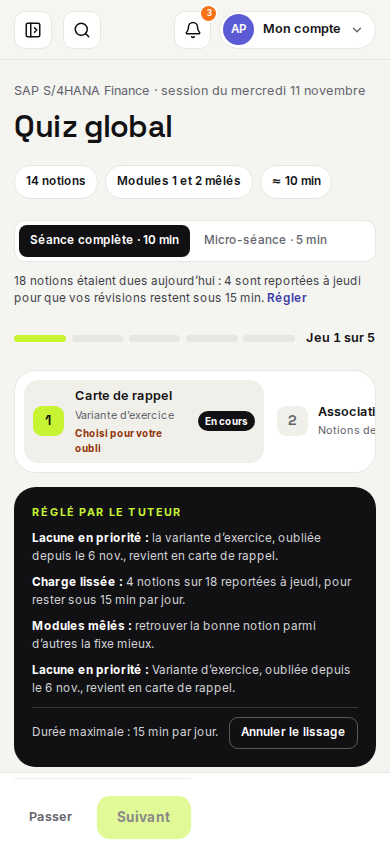 3
AP
Mon compte
SAP S/4HANA Finance · session du mercredi 11 novembre
Quiz global
14 notions
Modules 1 et 2 mêlés
≈ 10 min
Séance complète · 10 min
Micro-séance · 5 min
18 notions étaient dues aujourd'hui : 4 sont reportées à jeudi
pour que vos révisions restent sous 15 min. Régler
Jeu 1 sur 5
1
Carte de rappel
Variante d'exercice
Choisi pour votre
oubli
En cours
2
Associati
Notions de
RÉGLÉ PAR LE TUTEUR
Lacune en priorité : la variante d'exercice, oubliée
depuis le 6 nov., revient en carte de rappel.
Charge lissée : 4 notions sur 18 reportées à jeudi, pour
rester sous 15 min par jour.
Modules mêlés : retrouver la bonne notion parmi
d'autres la fixe mieux.
Lacune en priorité : Variante d'exercice, oubliée depuis
le 6 nov., revient en carte de rappel.
Durée maximale : 15 min par jour.
Annuler le lissage
Passer
Suivant